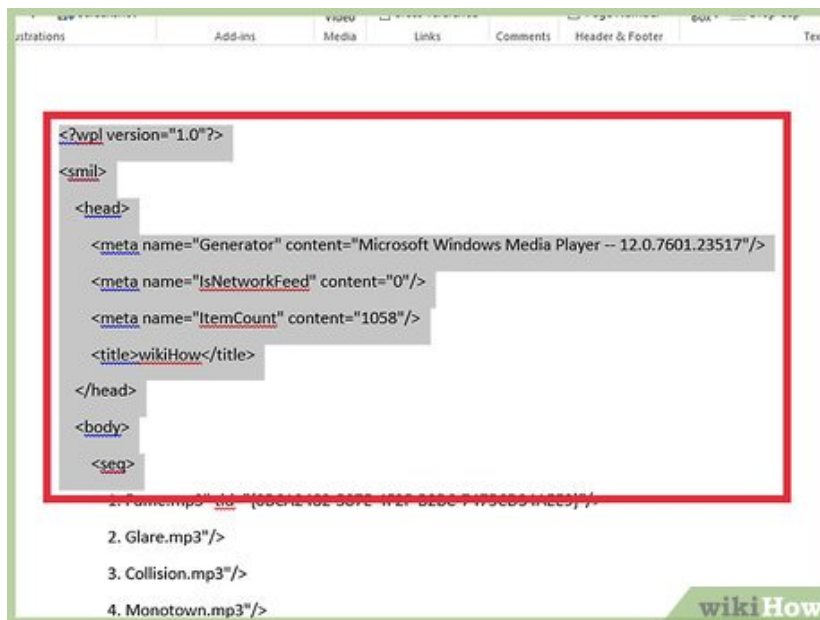 Add-ins Media Links Comments Header & Footer
<?wpl version="1.0"?>
<smil>
<head>
<meta name="Generator" content="Microsoft Windows Media Player -- 12.0.7601.23517"/>
<meta name="IsNetworkFeed" content="0"/>
<meta name="ItemCount" content="1058"/>
<title>wikiHow</title>
</head>
<body>
<seq>
2. Glare.mp3"/>
3. Collision.mp3"/>
4. Monotown.mp3"/>
wikiHow